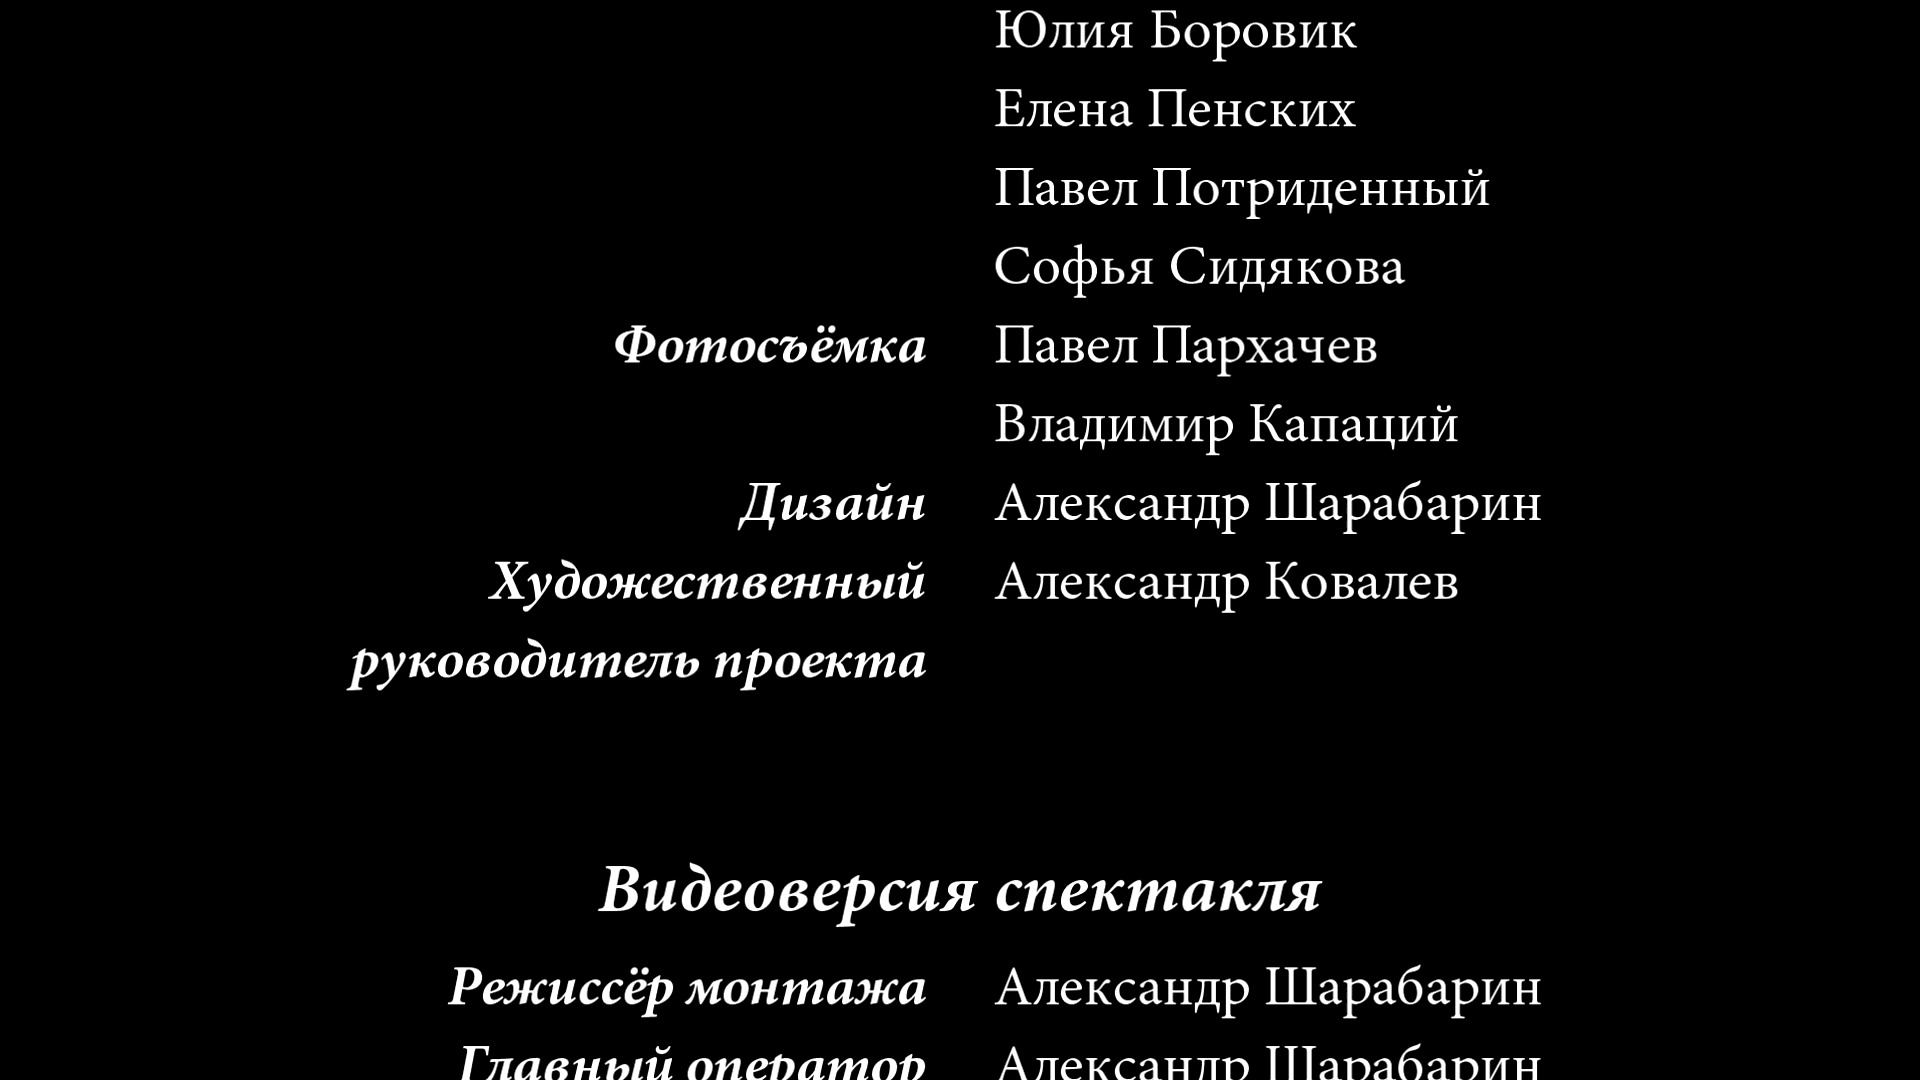 Юлия Боровик
Елена Пенских
Павел Потриденный
Софья Сидякова
Фотосъёмка Павел Пархачев
Владимир Капаций
Дизайн Александр Шарабарин
Художественный Александр Ковалев
руководитель проекта
Видеоверсия спектакля
Режиссёр монтажа Александр Шарабарин
Главный оператор Александр Шарабарин